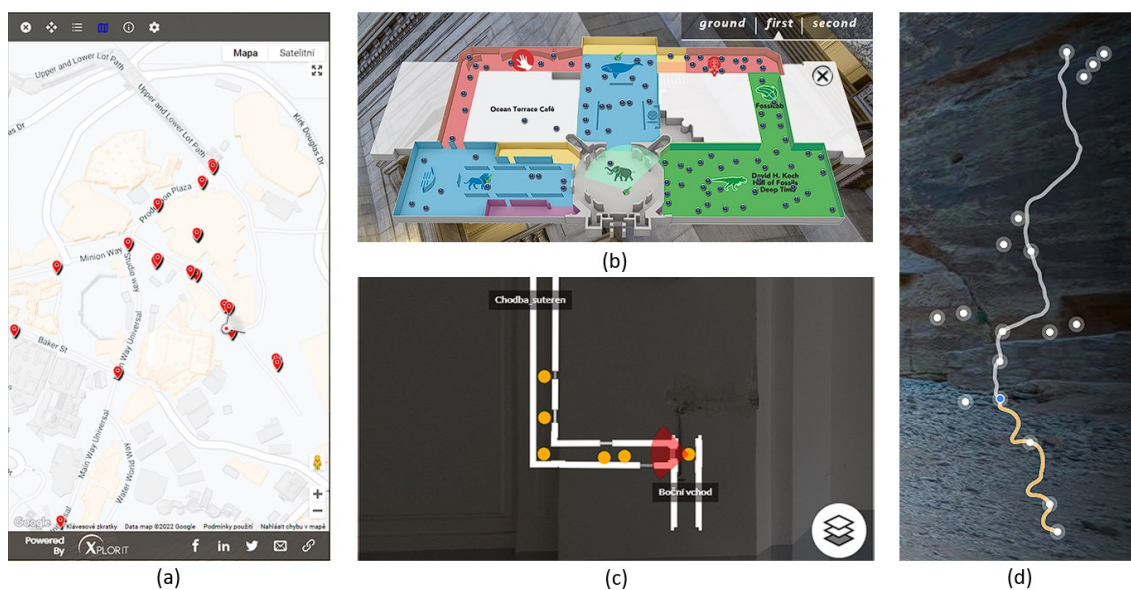 Mapa
Satelitní
Upper and Lower Lot Path
Upper and Lower Lot Path
Kirk Douglas Dr
Production Plaza
Minion Way
Studio way
Baker St
Main Way Universal
Main Way Universal
Water World Way
Google
Klávesové zkratky
Data map ©2022 Google
Podmínky použití
Nahlásit chybu v mapě
Powered
By
XPLORIT
(a)
ground | first | second
Ocean Terrace Café
FossiLab
David H. Koch
Hall of Fossils
Deep Time
(b)
Chodba_suteren
Boční vchod
(c)
(d)